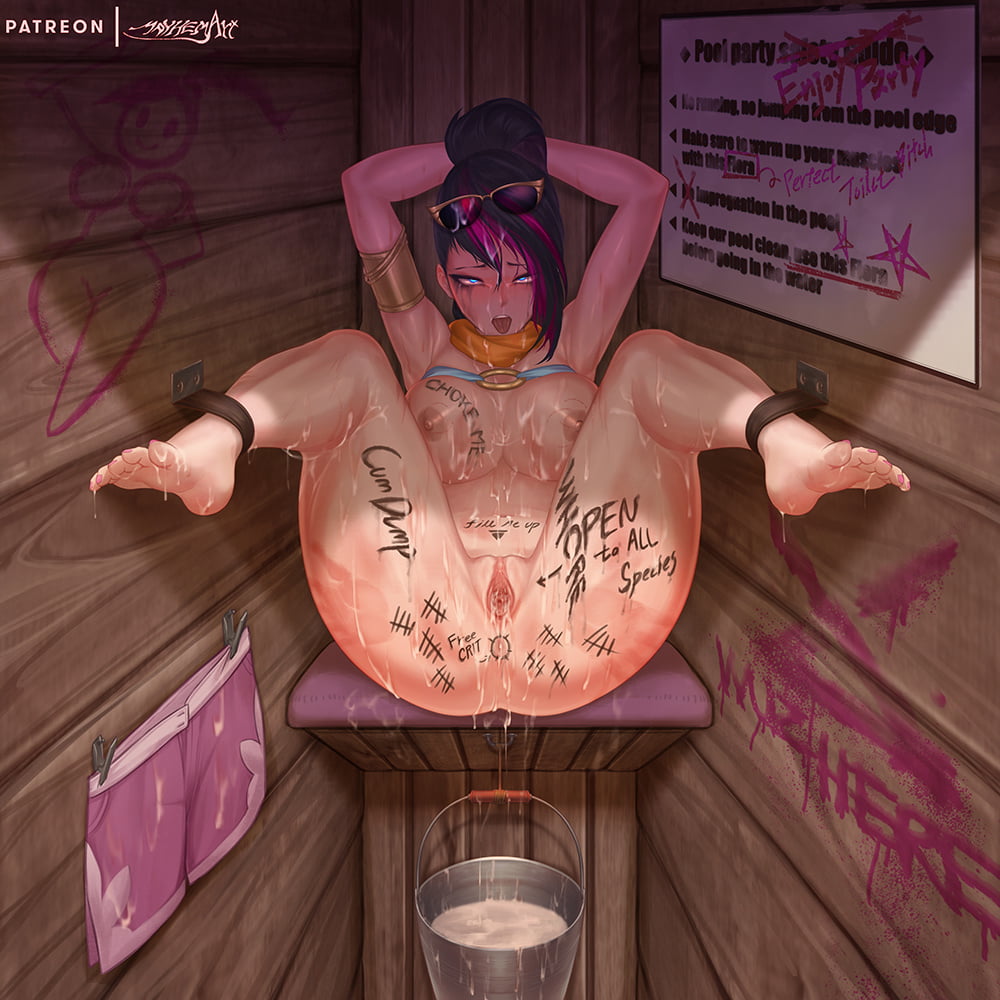 PATREON
Pool party safety Guide
Enjoy Party
No running, no jumping from the pool edge
Make sure to warm up your muscles
with this Fiora
Perfect
Toilet Bitch
impregnation in the pool
Keep our pool clean, use this Fiora
before going in the water
CHOKE ME
Cum Dump
fill me up
WHORE
OPEN
to ALL
Species
Free
CRIT